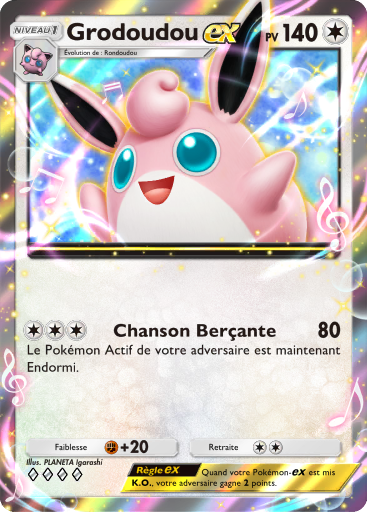 NIVEAU 1
Grodoudou ex
PV 140
Évolution de : Rondoudou
Chanson Berçante 80
Le Pokémon Actif de votre adversaire est maintenant
Endormi.
Faiblesse +20
Retraite
Illus. PLANETA Igarashi
Règle ex
Quand votre Pokémon-ex est mis
K.O., votre adversaire gagne 2 points.